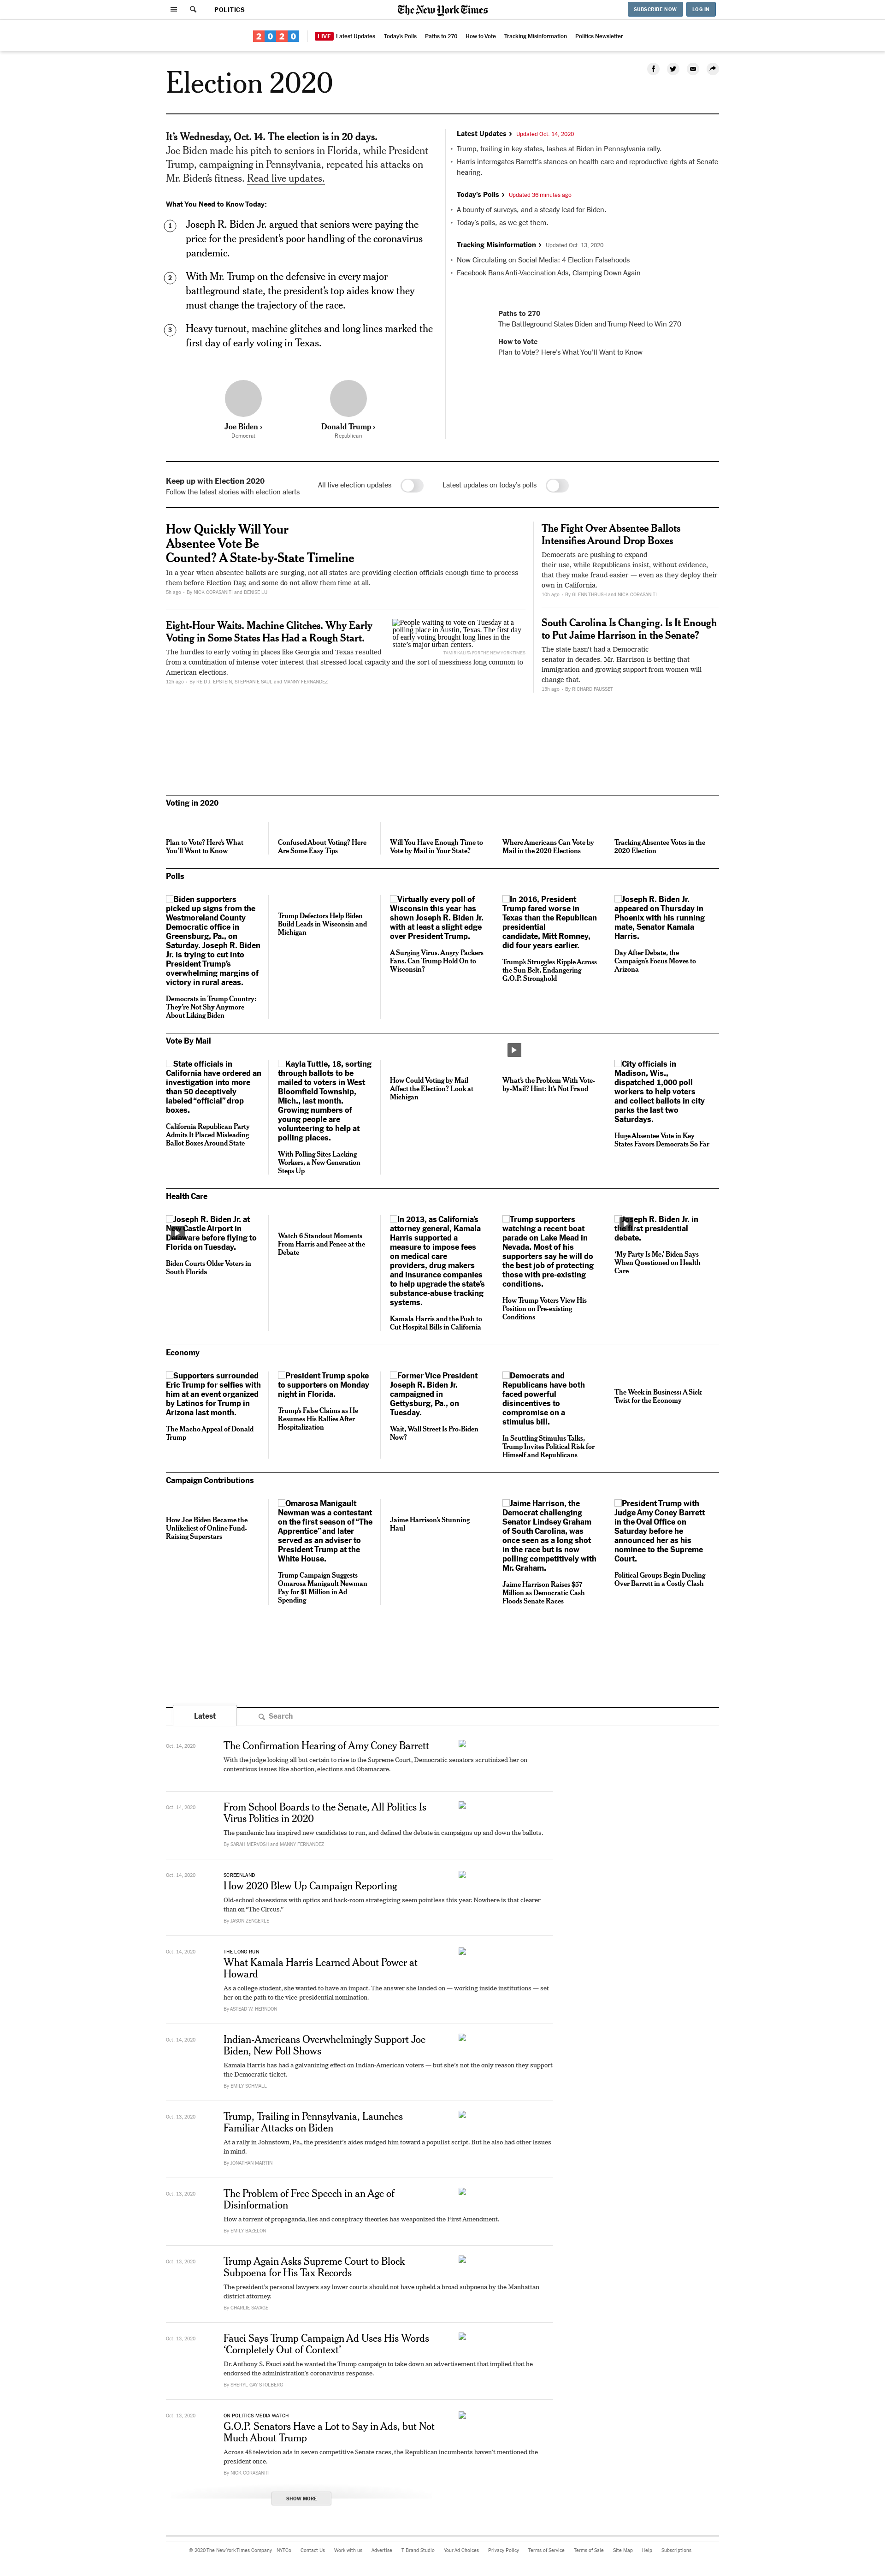 POLITICS
The New York Times
SUBSCRIBE NOW
LOG IN
2020
LIVE Latest Updates
Today's Polls
Paths to 270
How to Vote
Tracking Misinformation
Politics Newsletter
Election 2020
It's Wednesday, Oct. 14. The election is in 20 days.
Joe Biden made his pitch to seniors in Florida, while President
Trump, campaigning in Pennsylvania, repeated his attacks on
Mr. Biden's fitness. Read live updates.
What You Need to Know Today:
1 Joseph R. Biden Jr. argued that seniors were paying the
price for the president's poor handling of the coronavirus
pandemic.
2 With Mr. Trump on the defensive in every major
battleground state, the president's top aides know they
must change the trajectory of the race.
3 Heavy turnout, machine glitches and long lines marked the
first day of early voting in Texas.
Joe Biden ›
Democrat
Donald Trump ›
Republican
Latest Updates › Updated Oct. 14, 2020
• Trump, trailing in key states, lashes at Biden in Pennsylvania rally.
• Harris interrogates Barrett's stances on health care and reproductive rights at Senate
hearing.
Today's Polls › Updated 36 minutes ago
• A bounty of surveys, and a steady lead for Biden.
• Today's polls, as we get them.
Tracking Misinformation › Updated Oct. 13, 2020
• Now Circulating on Social Media: 4 Election Falsehoods
• Facebook Bans Anti-Vaccination Ads, Clamping Down Again
Paths to 270
The Battleground States Biden and Trump Need to Win 270
How to Vote
Plan to Vote? Here's What You'll Want to Know
Keep up with Election 2020
Follow the latest stories with election alerts
All live election updates
Latest updates on today's polls
How Quickly Will Your
Absentee Vote Be
Counted? A State-by-State Timeline
In a year when absentee ballots are surging, not all states are providing election officials enough time to process
them before Election Day, and some do not allow them time at all.
5h ago - By NICK CORASANITI and DENISE LU
Eight-Hour Waits. Machine Glitches. Why Early
Voting in Some States Has Had a Rough Start.
The hurdles to early voting in places like Georgia and Texas resulted
from a combination of intense voter interest that stressed local capacity and the sort of messiness long common to
American elections.
12h ago - By REID J. EPSTEIN, STEPHANIE SAUL and MANNY FERNANDEZ
People waiting to vote on Tuesday at a
polling place in Austin, Texas. The first day
of early voting brought long lines in the
state's major urban centers.
TAMIR KALIFA FOR THE NEW YORK TIMES
The Fight Over Absentee Ballots
Intensifies Around Drop Boxes
Democrats are pushing to expand
their use, while Republicans insist, without evidence,
that they make fraud easier — even as they deploy their
own in California.
10h ago - By GLENN THRUSH and NICK CORASANITI
South Carolina Is Changing. Is It Enough
to Put Jaime Harrison in the Senate?
The state hasn't had a Democratic
senator in decades. Mr. Harrison is betting that
immigration and growing support from women will
change that.
13h ago - By RICHARD FAUSSET
Voting in 2020
Plan to Vote? Here's What
You'll Want to Know
Confused About Voting? Here
Are Some Easy Tips
Will You Have Enough Time to
Vote by Mail in Your State?
Where Americans Can Vote by
Mail in the 2020 Elections
Tracking Absentee Votes in the
2020 Election
Polls
Biden supporters
picked up signs from the
Westmoreland County
Democratic office in
Greensburg, Pa., on
Saturday. Joseph R. Biden
Jr. is trying to cut into
President Trump's
overwhelming margins of
victory in rural areas.
Democrats in Trump Country:
They're Not Shy Anymore
About Liking Biden
Trump Defectors Help Biden
Build Leads in Wisconsin and
Michigan
Virtually every poll of
Wisconsin this year has
shown Joseph R. Biden Jr.
with at least a slight edge
over President Trump.
A Surging Virus. Angry Packers
Fans. Can Trump Hold On to
Wisconsin?
In 2016, President
Trump fared worse in
Texas than the Republican
presidential
candidate, Mitt Romney,
did four years earlier.
Trump's Struggles Ripple Across
the Sun Belt, Endangering
G.O.P. Stronghold
Joseph R. Biden Jr.
appeared on Thursday in
Phoenix with his running
mate, Senator Kamala
Harris.
Day After Debate, the
Campaign's Focus Moves to
Arizona
Vote By Mail
State officials in
California have ordered an
investigation into more
than 50 deceptively
labeled "official" drop
boxes.
California Republican Party
Admits It Placed Misleading
Ballot Boxes Around State
Kayla Tuttle, 18, sorting
through ballots to be
mailed to voters in West
Bloomfield Township,
Mich., last month.
Growing numbers of
young people are
volunteering to help at
polling places.
With Polling Sites Lacking
Workers, a New Generation
Steps Up
How Could Voting by Mail
Affect the Election? Look at
Michigan
What's the Problem With Vote-
by-Mail? Hint: It's Not Fraud
City officials in
Madison, Wis.,
dispatched 1,000 poll
workers to help voters
and collect ballots in city
parks the last two
Saturdays.
Huge Absentee Vote in Key
States Favors Democrats So Far
Health Care
Joseph R. Biden Jr. at
New Castle Airport in
Delaware before flying to
Florida on Tuesday.
Biden Courts Older Voters in
South Florida
Watch 6 Standout Moments
From Harris and Pence at the
Debate
In 2013, as California's
attorney general, Kamala
Harris supported a
measure to impose fees
on medical care
providers, drug makers
and insurance companies
to help upgrade the state's
substance-abuse tracking
systems.
Kamala Harris and the Push to
Cut Hospital Bills in California
Trump supporters
watching a recent boat
parade on Lake Mead in
Nevada. Most of his
supporters say he will do
the best job of protecting
those with pre-existing
conditions.
How Trump Voters View His
Position on Pre-existing
Conditions
Joseph R. Biden Jr. in
the first presidential
debate.
'My Party Is Me,' Biden Says
When Questioned on Health
Care
Economy
Supporters surrounded
Eric Trump for selfies with
him at an event organized
by Latinos for Trump in
Arizona last month.
The Macho Appeal of Donald
Trump
President Trump spoke
to supporters on Monday
night in Florida.
Trump's False Claims as He
Resumes His Rallies After
Hospitalization
Former Vice President
Joseph R. Biden Jr.
campaigned in
Gettysburg, Pa., on
Tuesday.
Wait, Wall Street Is Pro-Biden
Now?
Democrats and
Republicans have both
faced powerful
disincentives to
compromise on a
stimulus bill.
In Scuttling Stimulus Talks,
Trump Invites Political Risk for
Himself and Republicans
The Week in Business: A Sick
Twist for the Economy
Campaign Contributions
How Joe Biden Became the
Unlikeliest of Online Fund-
Raising Superstars
Omarosa Manigault
Newman was a contestant
on the first season of "The
Apprentice" and later
served as an adviser to
President Trump at the
White House.
Trump Campaign Suggests
Omarosa Manigault Newman
Pay for $1 Million in Ad
Spending
Jaime Harrison's Stunning
Haul
Jaime Harrison, the
Democrat challenging
Senator Lindsey Graham
of South Carolina, was
once seen as a long shot
in the race but is now
polling competitively with
Mr. Graham.
Jaime Harrison Raises $57
Million as Democratic Cash
Floods Senate Races
President Trump with
Judge Amy Coney Barrett
in the Oval Office on
Saturday before he
announced her as his
nominee to the Supreme
Court.
Political Groups Begin Dueling
Over Barrett in a Costly Clash
Latest
Search
Oct. 14, 2020
The Confirmation Hearing of Amy Coney Barrett
With the judge looking all but certain to rise to the Supreme Court, Democratic senators scrutinized her on
contentious issues like abortion, elections and Obamacare.
Oct. 14, 2020
From School Boards to the Senate, All Politics Is
Virus Politics in 2020
The pandemic has inspired new candidates to run, and defined the debate in campaigns up and down the ballots.
By SARAH MERVOSH and MANNY FERNANDEZ
Oct. 14, 2020
SCREENLAND
How 2020 Blew Up Campaign Reporting
Old-school obsessions with optics and back-room strategizing seem pointless this year. Nowhere is that clearer
than on "The Circus."
By JASON ZENGERLE
Oct. 14, 2020
THE LONG RUN
What Kamala Harris Learned About Power at
Howard
As a college student, she wanted to have an impact. The answer she landed on — working inside institutions — set
her on the path to the vice-presidential nomination.
By ASTEAD W. HERNDON
Oct. 14, 2020
Indian-Americans Overwhelmingly Support Joe
Biden, New Poll Shows
Kamala Harris has had a galvanizing effect on Indian-American voters — but she's not the only reason they support
the Democratic ticket.
By EMILY SCHMALL
Oct. 13, 2020
Trump, Trailing in Pennsylvania, Launches
Familiar Attacks on Biden
At a rally in Johnstown, Pa., the president's aides nudged him toward a populist script. But he also had other issues
in mind.
By JONATHAN MARTIN
Oct. 13, 2020
The Problem of Free Speech in an Age of
Disinformation
How a torrent of propaganda, lies and conspiracy theories has weaponized the First Amendment.
By EMILY BAZELON
Oct. 13, 2020
Trump Again Asks Supreme Court to Block
Subpoena for His Tax Records
The president's personal lawyers say lower courts should not have upheld a broad subpoena by the Manhattan
district attorney.
By CHARLIE SAVAGE
Oct. 13, 2020
Fauci Says Trump Campaign Ad Uses His Words
'Completely Out of Context'
Dr. Anthony S. Fauci said he wanted the Trump campaign to take down an advertisement that implied that he
endorsed the administration's coronavirus response.
By SHERYL GAY STOLBERG
Oct. 13, 2020
ON POLITICS MEDIA WATCH
G.O.P. Senators Have a Lot to Say in Ads, but Not
Much About Trump
Across 48 television ads in seven competitive Senate races, the Republican incumbents haven't mentioned the
president once.
By NICK CORASANITI
SHOW MORE
© 2020 The New York Times Company
NYTCo
Contact Us
Work with us
Advertise
T Brand Studio
Your Ad Choices
Privacy Policy
Terms of Service
Terms of Sale
Site Map
Help
Subscriptions